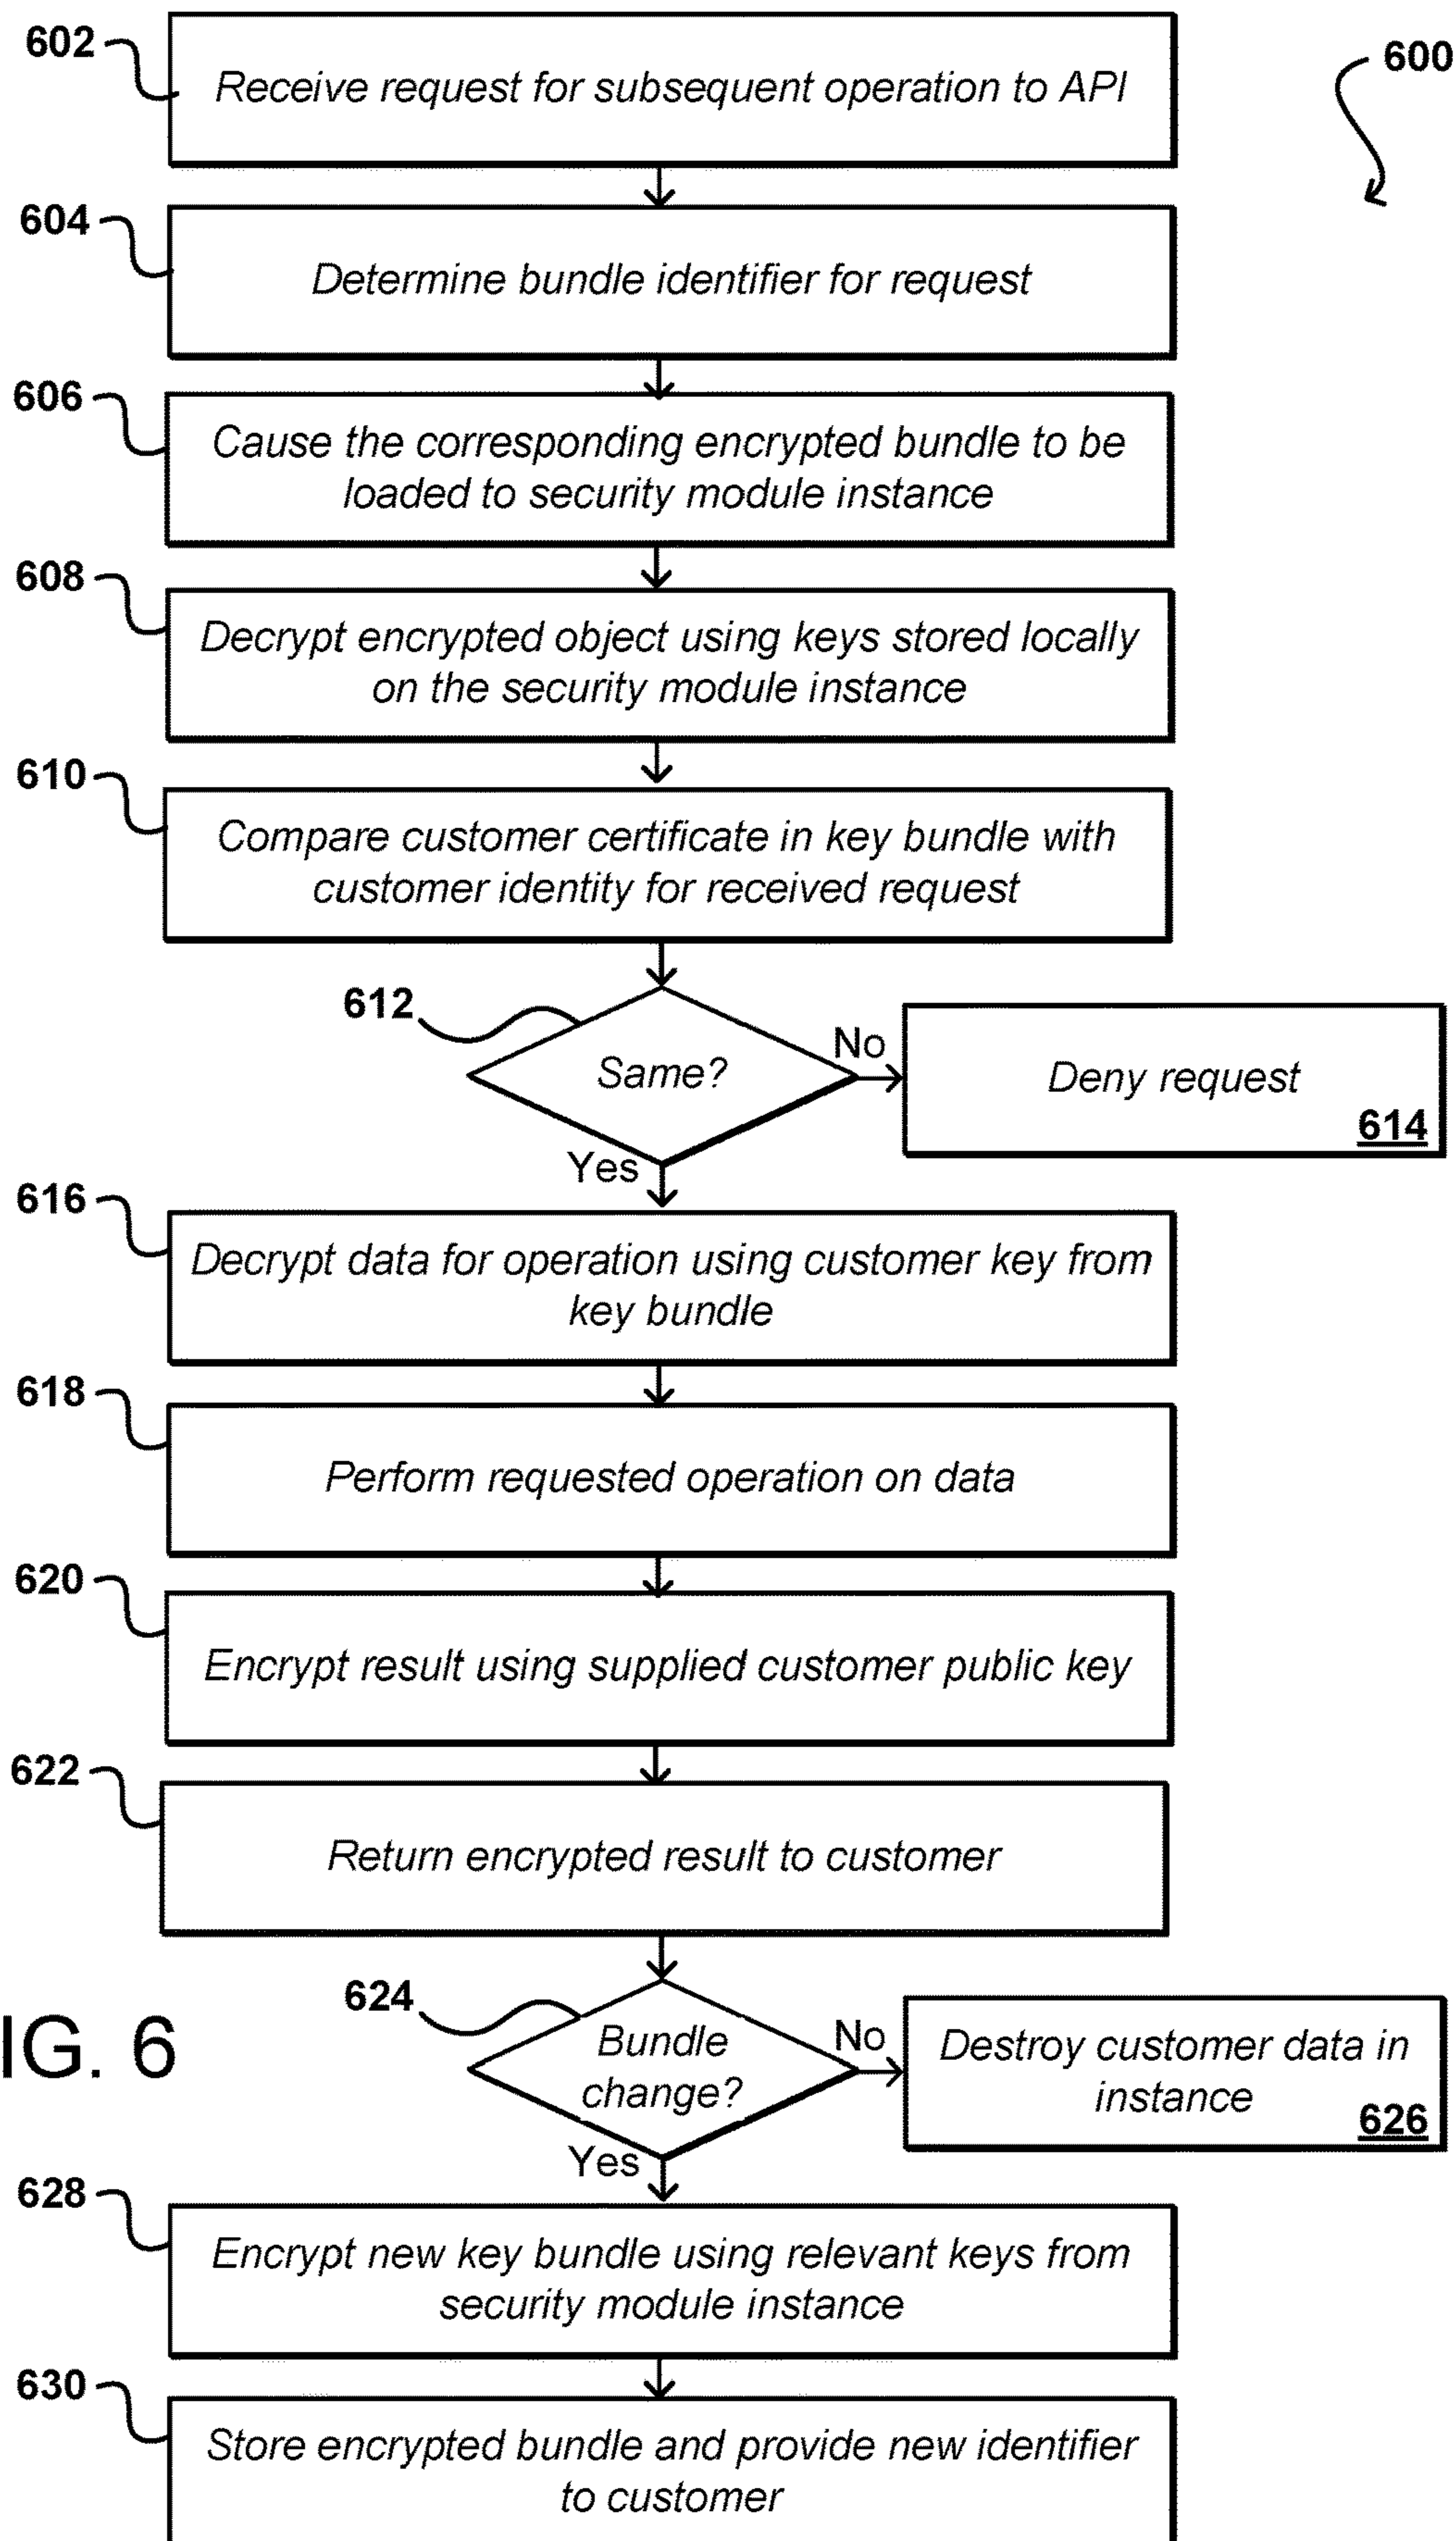 602
Receive request for subsequent operation to API
600
604
Determine bundle identifier for request
606
Cause the corresponding encrypted bundle to be
loaded to security module instance
608
Decrypt encrypted object using keys stored locally
on the security module instance
610
Compare customer certificate in key bundle with
customer identity for received request
612
Same?
No
Deny request
614
Yes
616
Decrypt data for operation using customer key from
key bundle
618
Perform requested operation on data
620
Encrypt result using supplied customer public key
622
Return encrypted result to customer
624
Bundle
change?
No
Destroy customer data in
instance
626
IG. 6
Yes
628
Encrypt new key bundle using relevant keys from
security module instance
630
Store encrypted bundle and provide new identifier
to customer